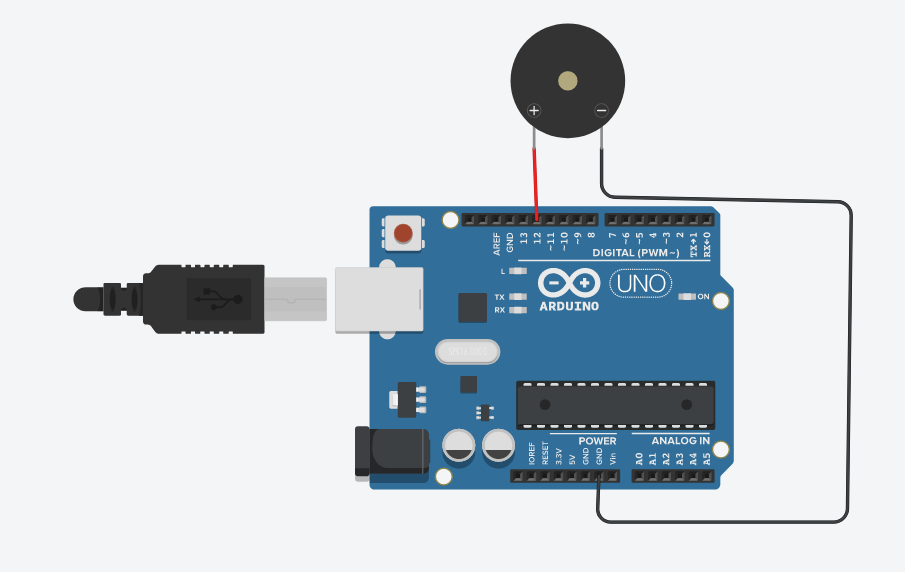 + −
AREF
GND
13
12
~11
~10
~9
8
7
~6
~5
4
~3
2
TX→1
RX←0
DIGITAL (PWM~)
L
TX
RX
ARDUINO
UNO
ON
POWER
ANALOG IN
IOREF
RESET
3.3V
5V
GND
GND
Vin
A0
A1
A2
A3
A4
A5